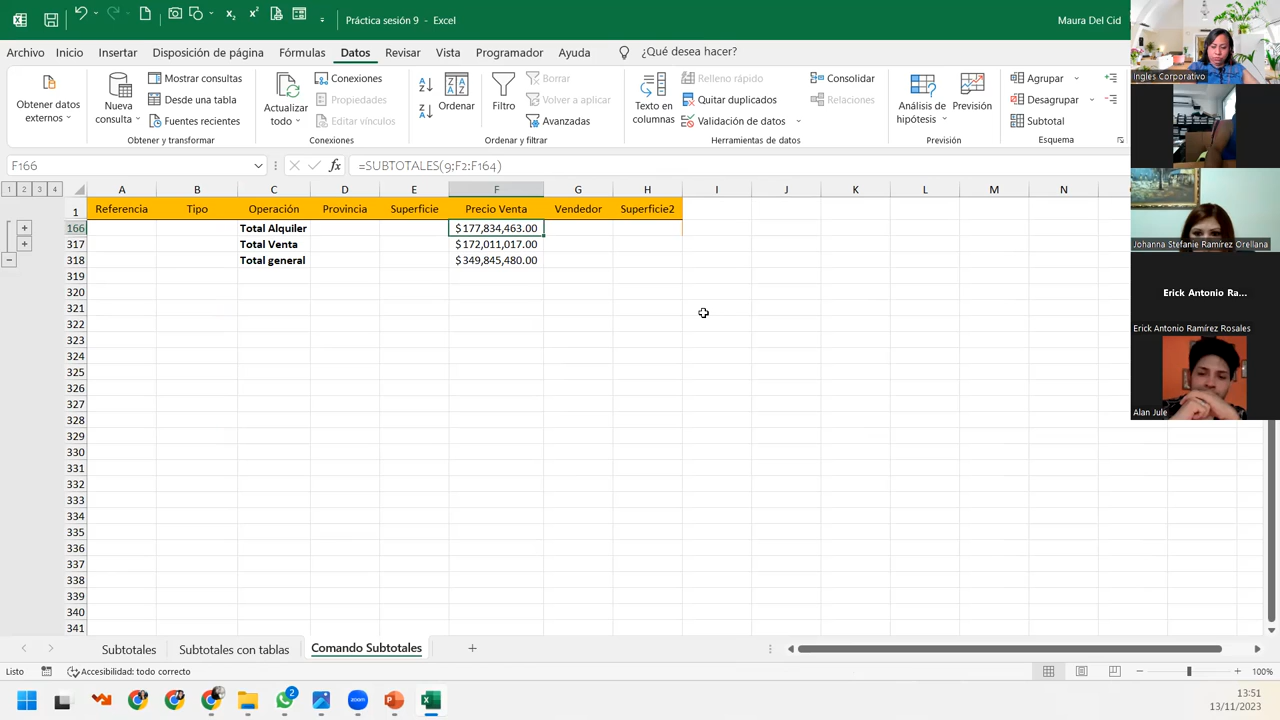 Práctica sesión 9 - Excel
Maura Del Cid
Archivo Inicio Insertar Disposición de página Fórmulas Datos Revisar Vista Programador Ayuda ¿Qué desea hacer?
Obtener datos externos
Nueva consulta
Mostrar consultas
Desde una tabla
Fuentes recientes
Obtener y transformar
Actualizar todo
Conexiones
Propiedades
Editar vínculos
Conexiones
Ordenar
Filtro
Borrar
Volver a aplicar
Avanzadas
Ordenar y filtrar
Texto en columnas
Relleno rápido
Quitar duplicados
Validación de datos
Consolidar
Relaciones
Herramientas de datos
Análisis de hipótesis
Previsión
Previsión
Agrupar
Desagrupar
Subtotal
Esquema
F166 fx =SUBTOTALES(9;F2:F164)
1 2 3 4
A B C D E F G H I J K L M N
1 Referencia Tipo Operación Provincia Superficie Precio Venta Vendedor Superficie2
166 Total Alquiler $ 177,834,463.00
317 Total Venta $ 172,011,017.00
318 Total general $ 349,845,480.00
319
320
321
322
323
324
325
326
327
328
329
330
331
332
333
334
335
336
337
338
339
340
341
Subtotales Subtotales con tablas Comando Subtotales
Listo Accesibilidad: todo correcto 100%
2
zoom
13:51
13/11/2023
Ingles Corporativo
Johanna Stefanie Ramírez Orellana
Erick Antonio Ra...
Erick Antonio Ramírez Rosales
Alan Jule